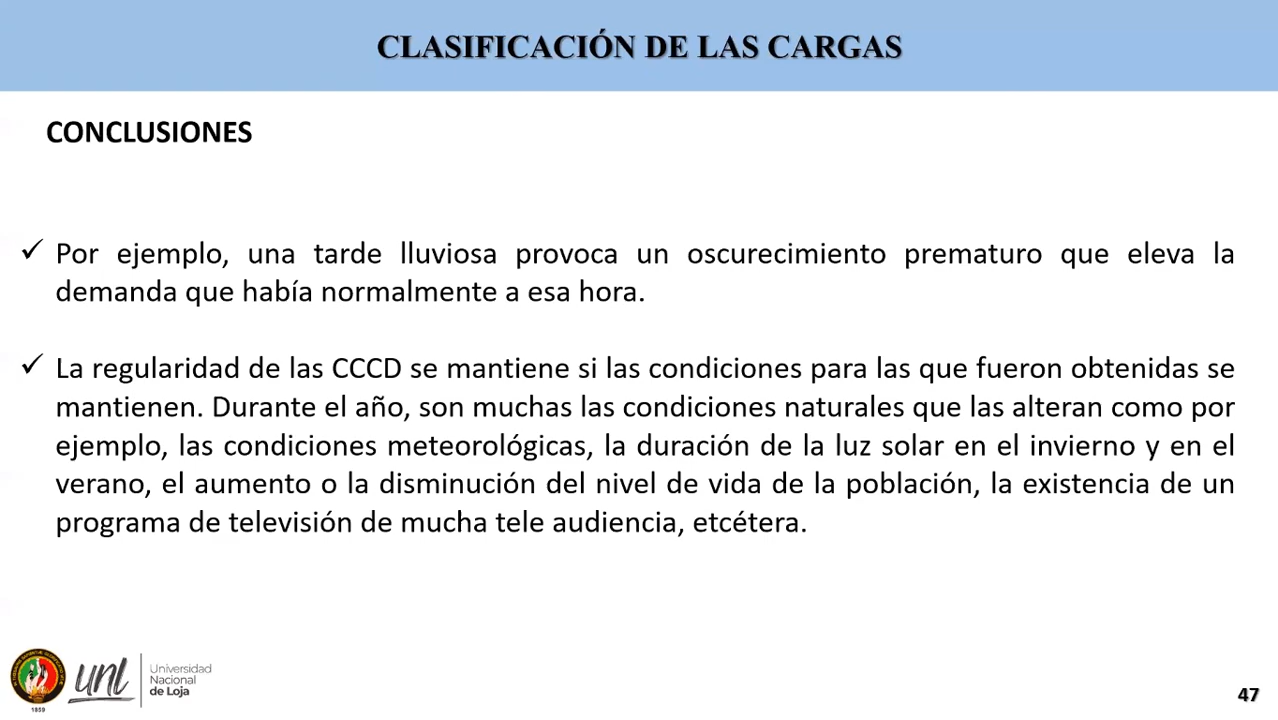 CLASIFICACIÓN DE LAS CARGAS
CONCLUSIONES
✓ Por ejemplo, una tarde lluviosa provoca un oscurecimiento prematuro que eleva la
demanda que había normalmente a esa hora.
✓ La regularidad de las CCCD se mantiene si las condiciones para las que fueron obtenidas se
mantienen. Durante el año, son muchas las condiciones naturales que las alteran como por
ejemplo, las condiciones meteorológicas, la duración de la luz solar en el invierno y en el
verano, el aumento o la disminución del nivel de vida de la población, la existencia de un
programa de televisión de mucha tele audiencia, etcétera.
1859
unl
Universidad
Nacional
de Loja
47